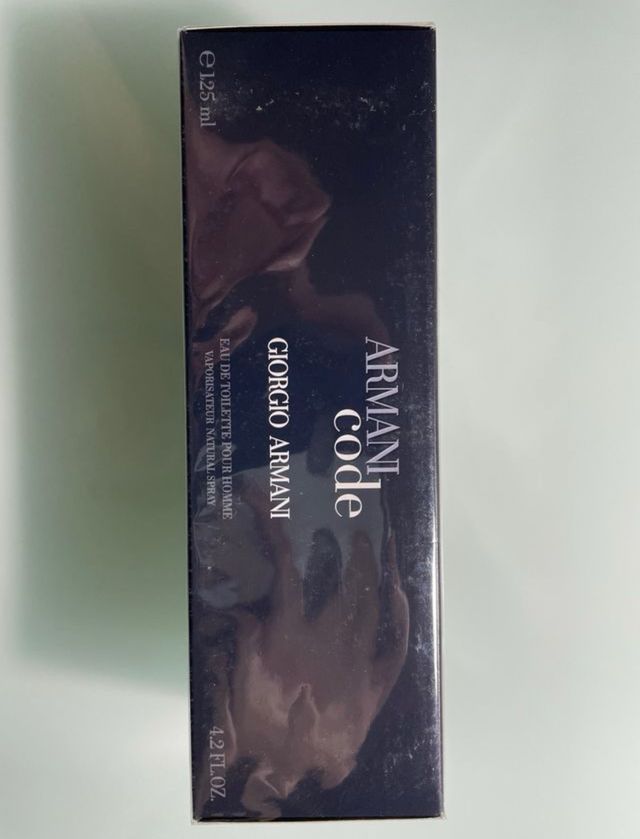 ARMANI
code
GIORGIO ARMANI
EAU DE TOILETTE POUR HOMME
VAPORISATEUR NATURAL SPRAY
℮ 125 ml
4.2 FL.OZ.